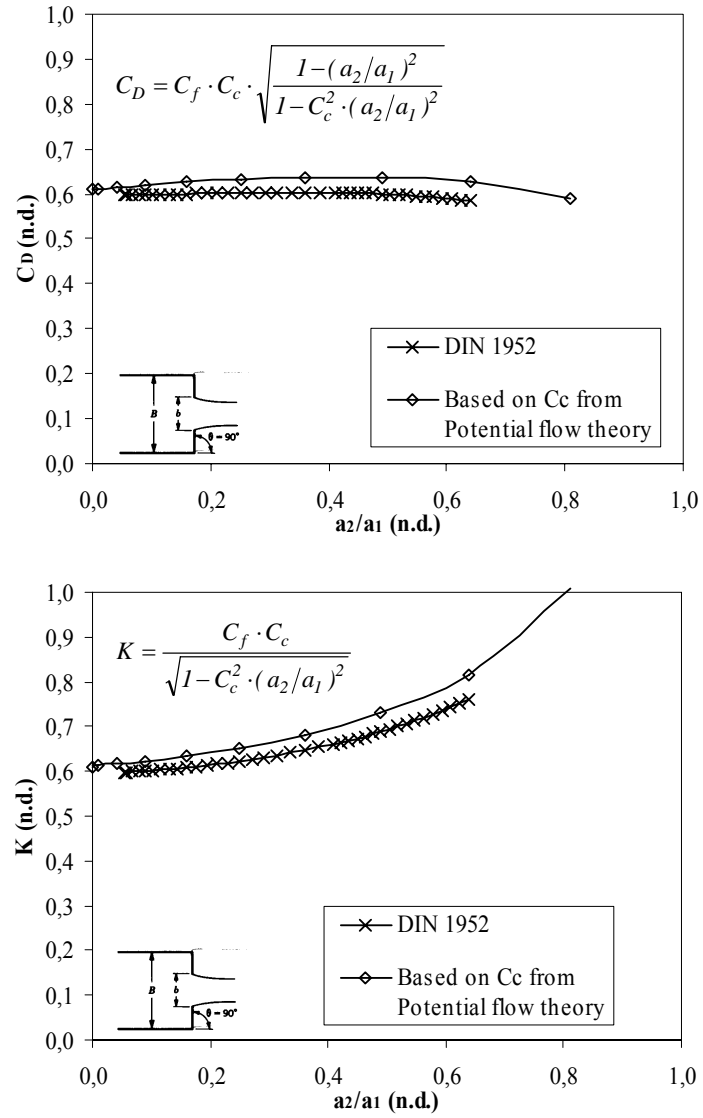 1,0
0,9
0,8
0,7
0,6
0,5
0,4
0,3
0,2
0,1
0,0
C_D (n.d.)
C_D = C_f · C_c · √((1-(a_2/a_1)^2)/(1-C_c^2·(a_2/a_1)^2))
DIN 1952
Based on Cc from
Potential flow theory
B
b
θ = 90°
0,0 0,2 0,4 0,6 0,8 1,0
a2/a1 (n.d.)
1,0
0,9
0,8
0,7
0,6
0,5
0,4
0,3
0,2
0,1
0,0
K (n.d.)
K = (C_f · C_c)/√(1-C_c^2·(a_2/a_1)^2)
DIN 1952
Based on Cc from
Potential flow theory
B
b
θ = 90°
0,0 0,2 0,4 0,6 0,8 1,0
a2/a1 (n.d.)